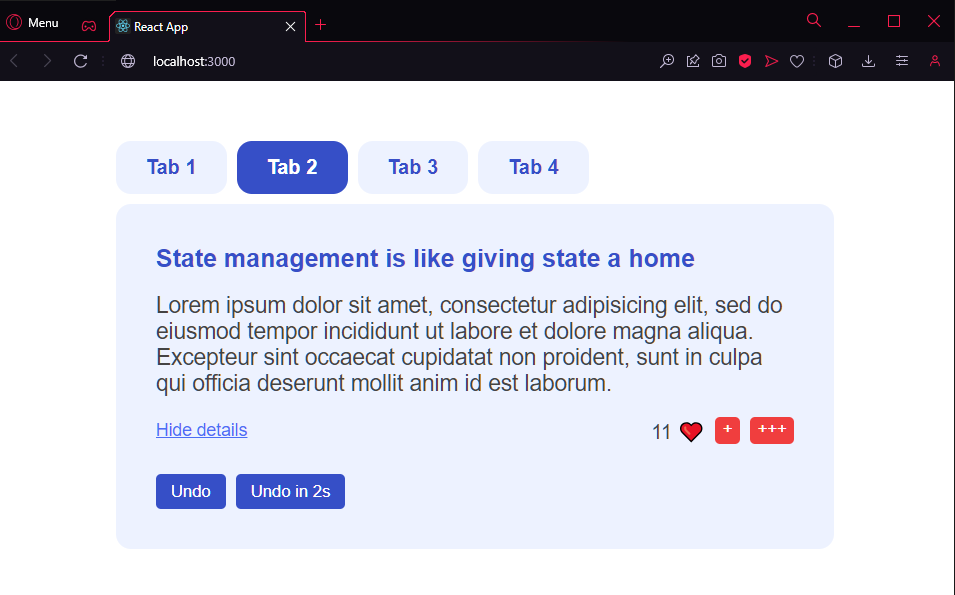 Menu
React App
localhost:3000
Tab 1 Tab 2 Tab 3 Tab 4
State management is like giving state a home
Lorem ipsum dolor sit amet, consectetur adipisicing elit, sed do
eiusmod tempor incididunt ut labore et dolore magna aliqua.
Excepteur sint occaecat cupidatat non proident, sunt in culpa
qui officia deserunt mollit anim id est laborum.
Hide details 11 + +++
Undo Undo in 2s